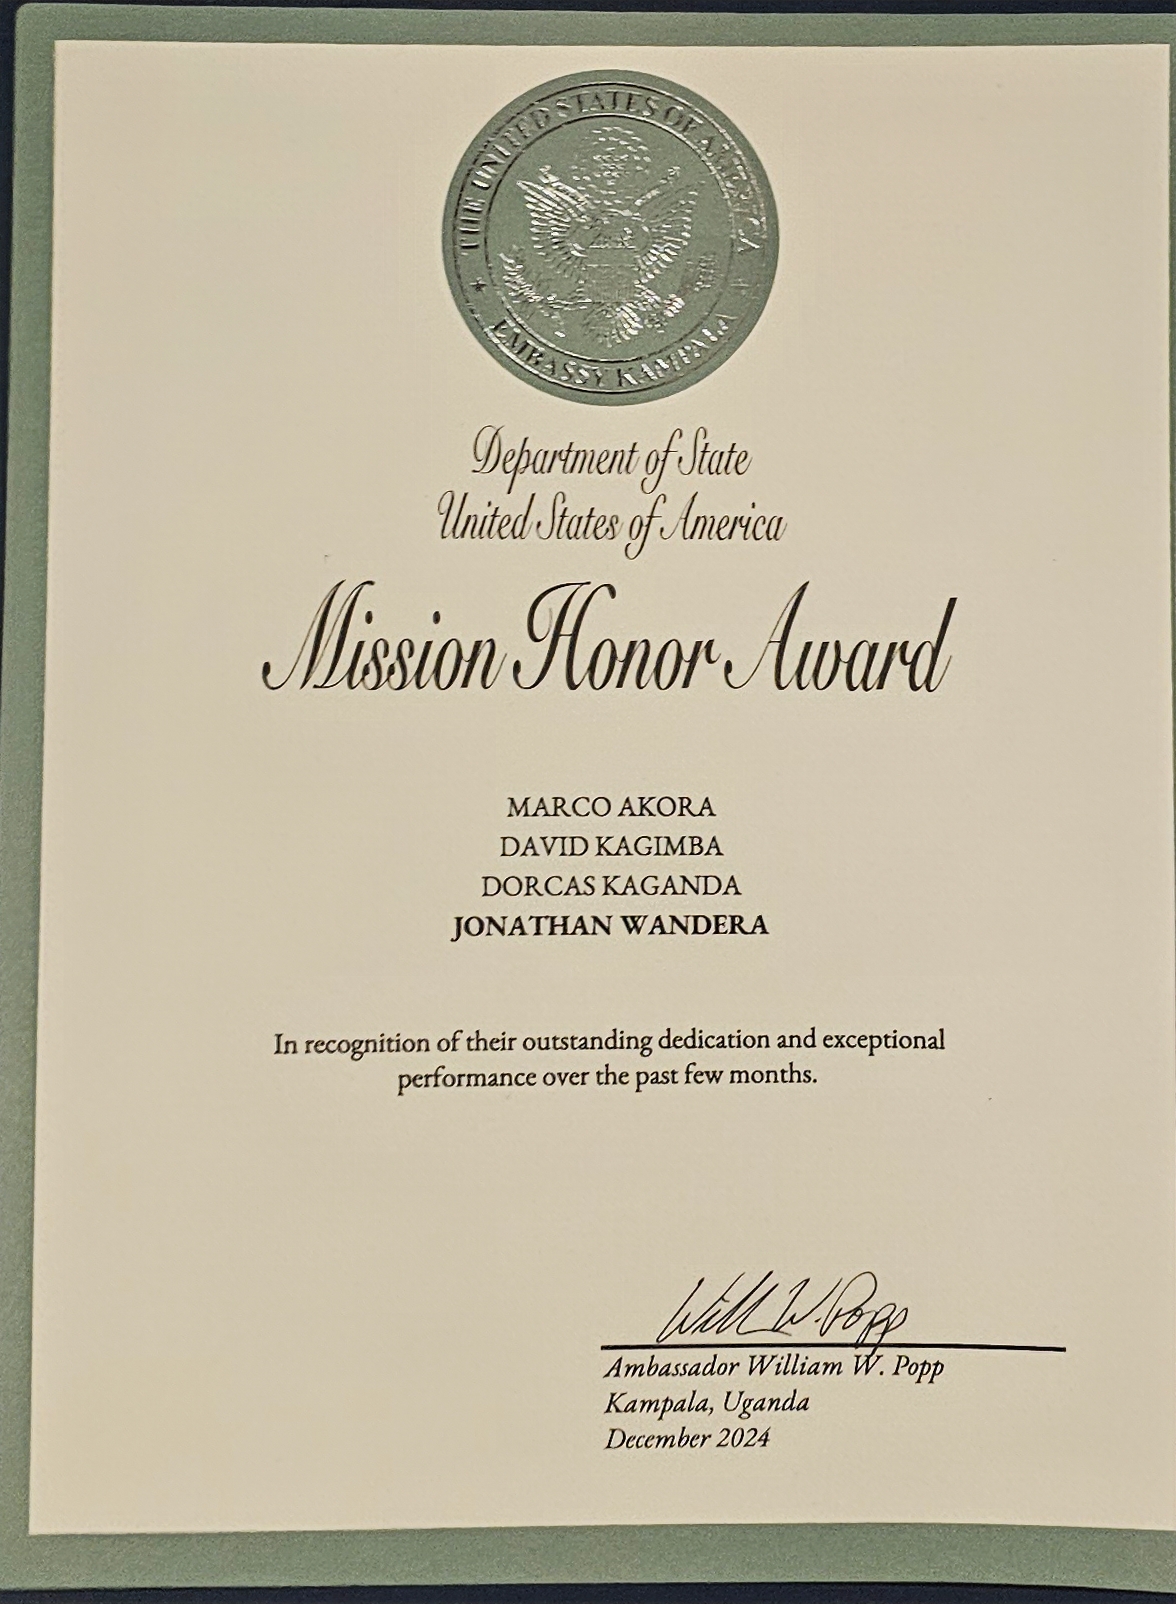 THE UNITED STATES OF AMERICA
EMBASSY KAMPALA
Department of State
United States of America
Mission Honor Award
MARCO AKORA
DAVID KAGIMBA
DORCAS KAGANDA
JONATHAN WANDERA
In recognition of their outstanding dedication and exceptional
performance over the past few months.
Will W. Popp
Ambassador William W. Popp
Kampala, Uganda
December 2024